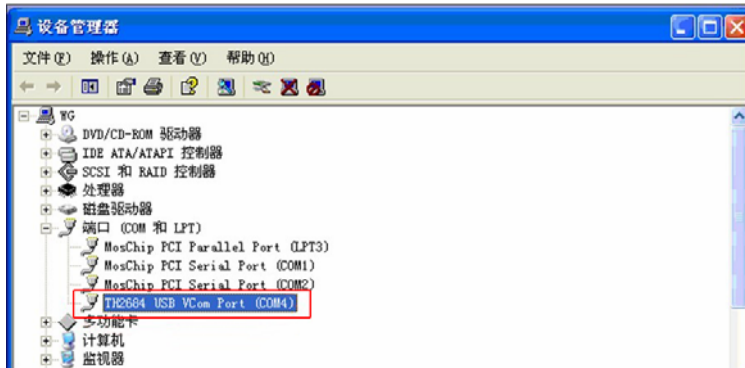 设备管理器
文件(F) 操作(A) 查看(V) 帮助(H)
WG
DVD/CD-ROM 驱动器
IDE ATA/ATAPI 控制器
SCSI 和 RAID 控制器
处理器
磁盘驱动器
端口 (COM 和 LPT)
MosChip PCI Parallel Port (LPT3)
MosChip PCI Serial Port (COM1)
MosChip PCI Serial Port (COM2)
TH2684 USB VCom Port (COM4)
多功能卡
计算机
监视器